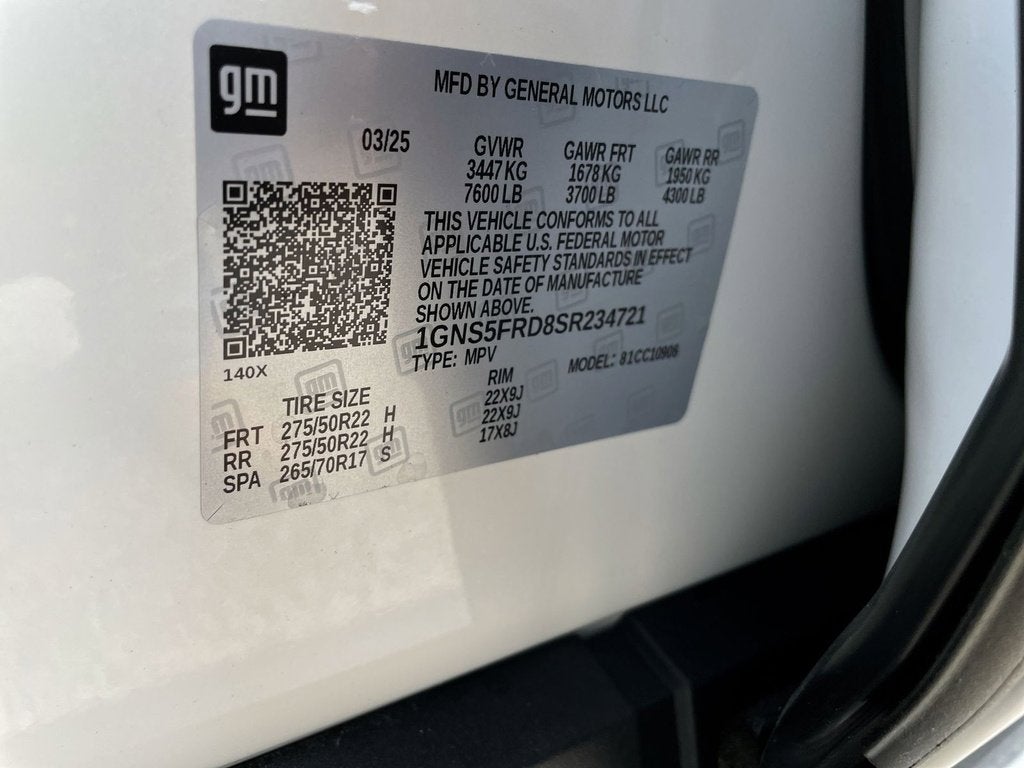 gm
MFD BY GENERAL MOTORS LLC
03/25 GVWR GAWR FRT GAWR RR
3447 KG 1678 KG 1950 KG
7600 LB 3700 LB 4300 LB
THIS VEHICLE CONFORMS TO ALL
APPLICABLE U.S. FEDERAL MOTOR
VEHICLE SAFETY STANDARDS IN EFFECT
ON THE DATE OF MANUFACTURE
SHOWN ABOVE.
1GNS5FRD8SR234721
TYPE: MPV MODEL: 81CC10906
140X
TIRE SIZE RIM
FRT 275/50R22 H 22X9J
RR 275/50R22 H 22X9J
SPA 265/70R17 S 17X8J